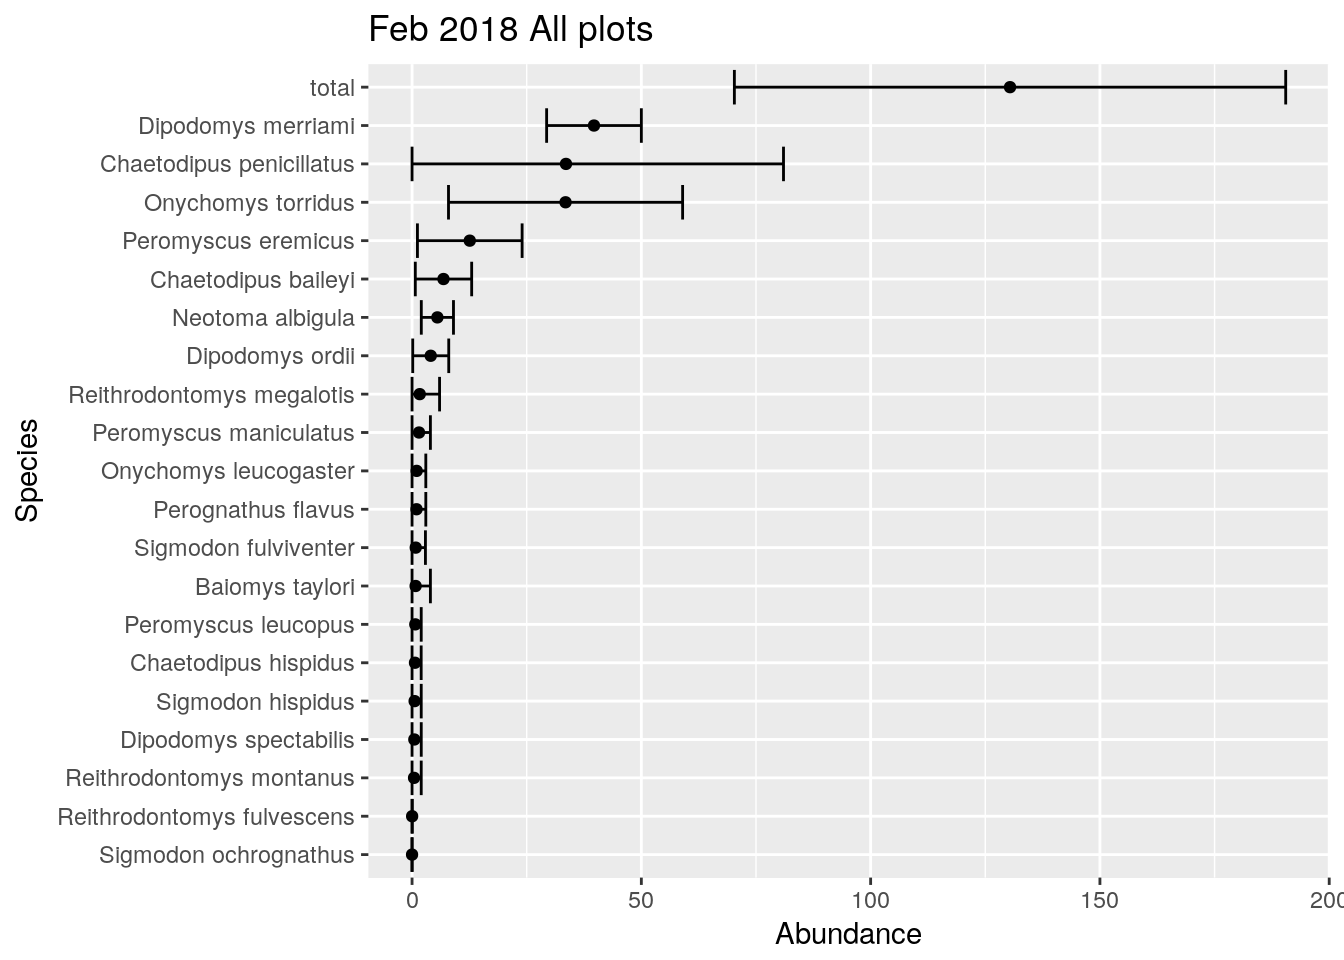 Feb 2018 All plots
Species
total
Dipodomys merriami
Chaetodipus penicillatus
Onychomys torridus
Peromyscus eremicus
Chaetodipus baileyi
Neotoma albigula
Dipodomys ordii
Reithrodontomys megalotis
Peromyscus maniculatus
Onychomys leucogaster
Perognathus flavus
Sigmodon fulviventer
Baiomys taylori
Peromyscus leucopus
Chaetodipus hispidus
Sigmodon hispidus
Dipodomys spectabilis
Reithrodontomys montanus
Reithrodontomys fulvescens
Sigmodon ochrognathus
0 50 100 150 200
Abundance